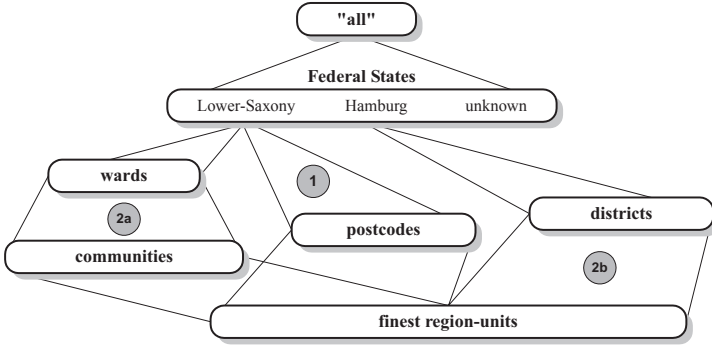 "all"
Federal States
Lower-Saxony Hamburg unknown
wards
1
2a
districts
postcodes
communities
2b
finest region-units